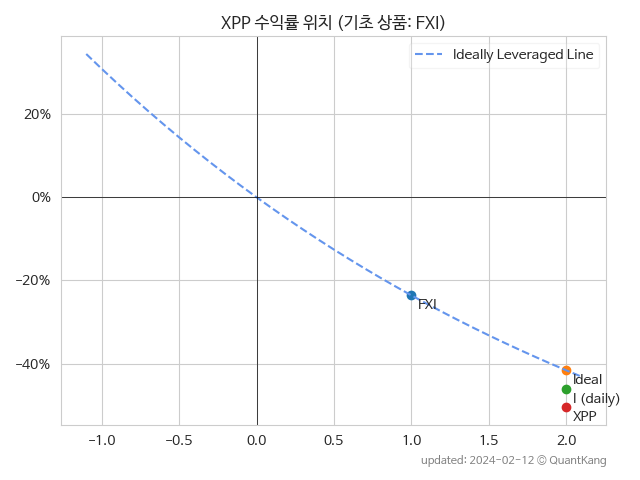 XPP 수익률 위치 (기초 상품: FXI)
Ideally Leveraged Line
20%
0%
−20%
−40%
FXI
Ideal
I (daily)
XPP
−1.0
−0.5
0.0
0.5
1.0
1.5
2.0
updated: 2024-02-12 © QuantKang